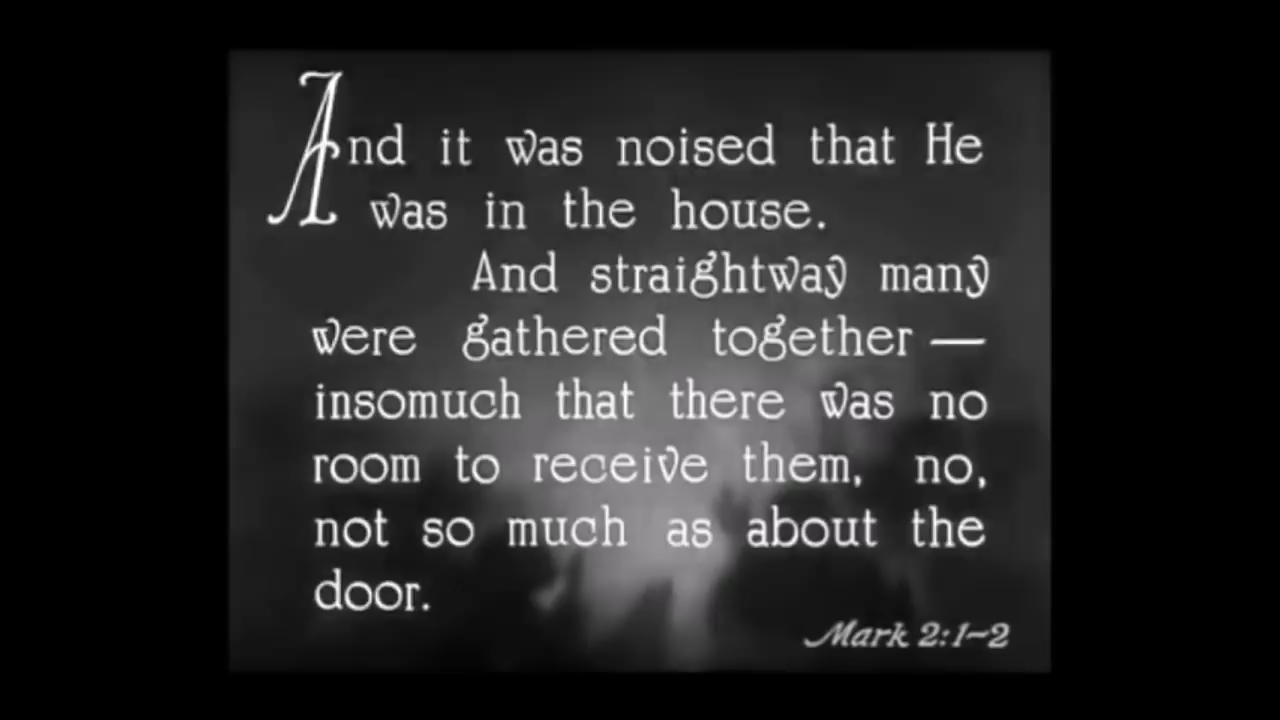 And it was noised that He
was in the house.
And straightway many
were gathered together —
insomuch that there was no
room to receive them, no,
not so much as about the
door.
Mark 2:1-2